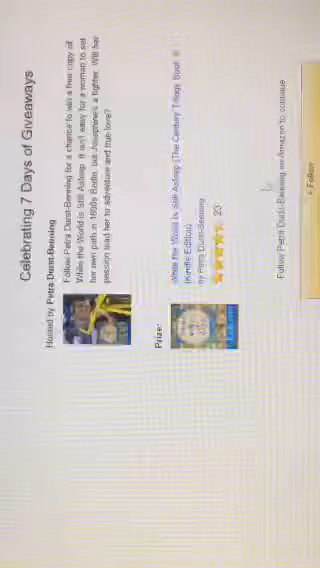 Celebrating 7 Days of Giveaways
Hosted by Petra Durst-Benning
Follow Petra Durst-Benning for a chance to win a free copy of
While the World Is Still Asleep. It isn't easy for a woman to set
her own path in 1890s Berlin, but Josephine's a fighter. Will her
passion lead her to adventure and true love?
Prize:
While the World Is Still Asleep (The Century Trilogy Book 1)
(Kindle Edition)
by Petra Durst-Benning
23
Follow Petra Durst-Benning on Amazon to continue
+ Follow